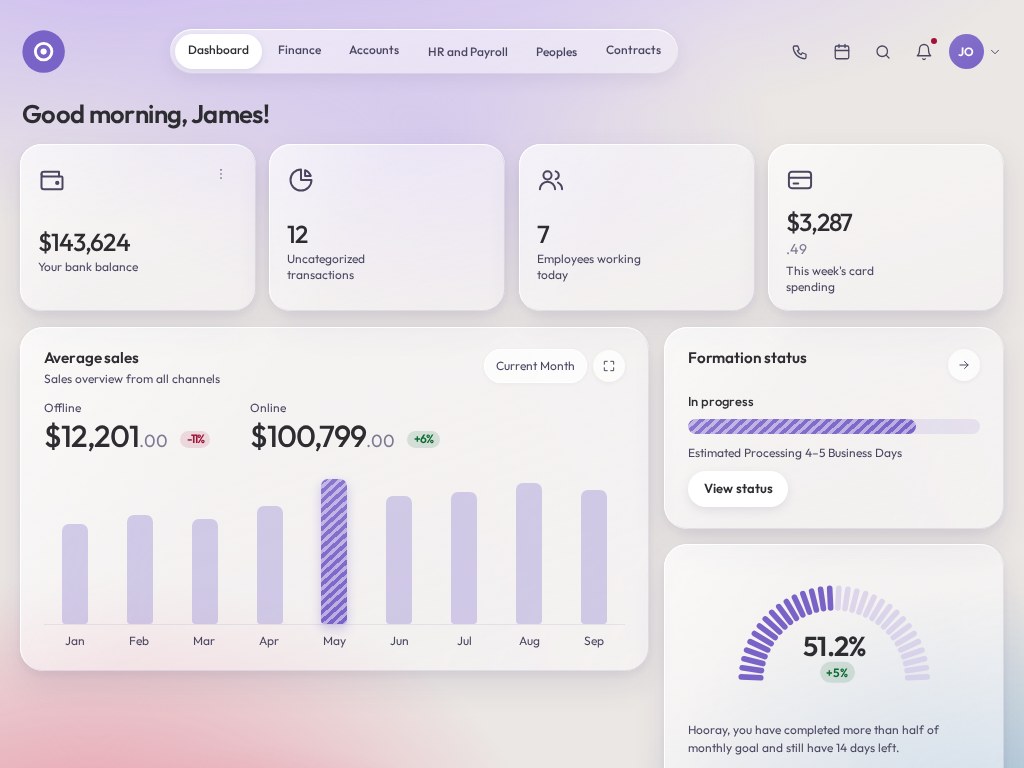 Dashboard
Finance
Accounts
HR and Payroll
Peoples
Contracts
JO
Good morning, James!
$143,624
Your bank balance
12
Uncategorized
transactions
7
Employees working
today
$3,287
.49
This week's card
spending
Average sales
Sales overview from all channels
Current Month
Offline
$12,201.00
-11%
Online
$100,799.00
+6%
Jan
Feb
Mar
Apr
May
Jun
Jul
Aug
Sep
Formation status
In progress
Estimated Processing 4–5 Business Days
View status
51.2%
+5%
Hooray, you have completed more than half of
monthly goal and still have 14 days left.